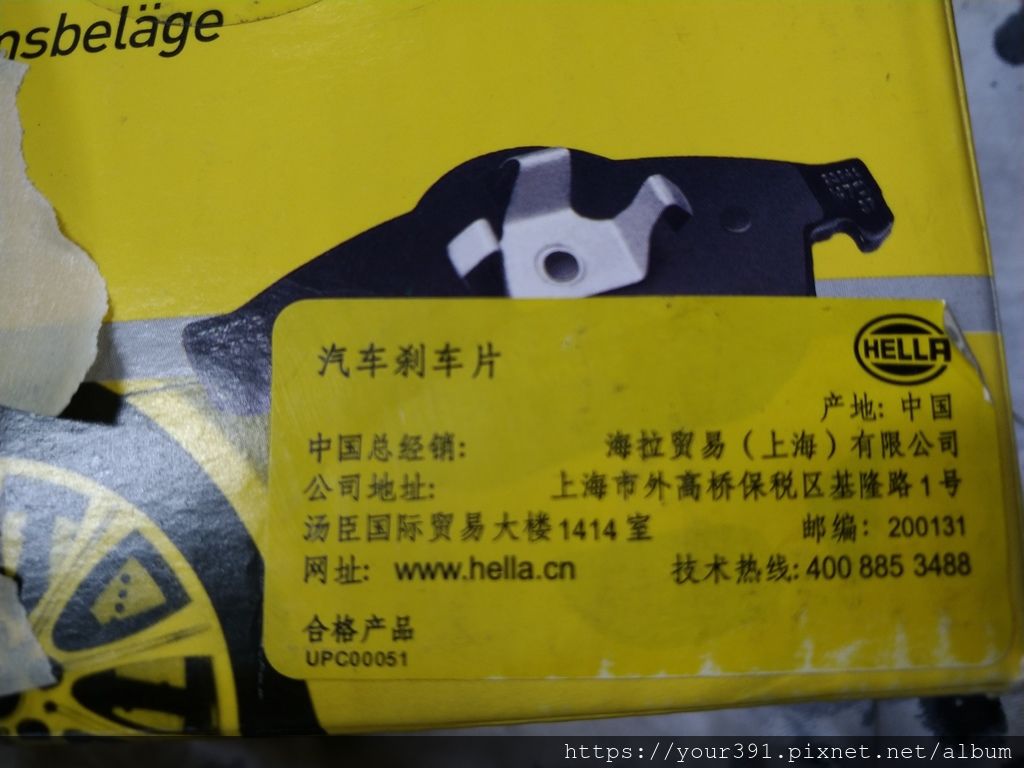 msbeläge
汽车刹车片
HELLA
产地: 中国
中国总经销: 海拉贸易（上海）有限公司
公司地址: 上海市外高桥保税区基隆路1号
汤臣国际贸易大楼1414室 邮编: 200131
网址: www.hella.cn 技术热线: 400 885 3488
合格产品
UPC00051
https://your391.pixnet.net/album